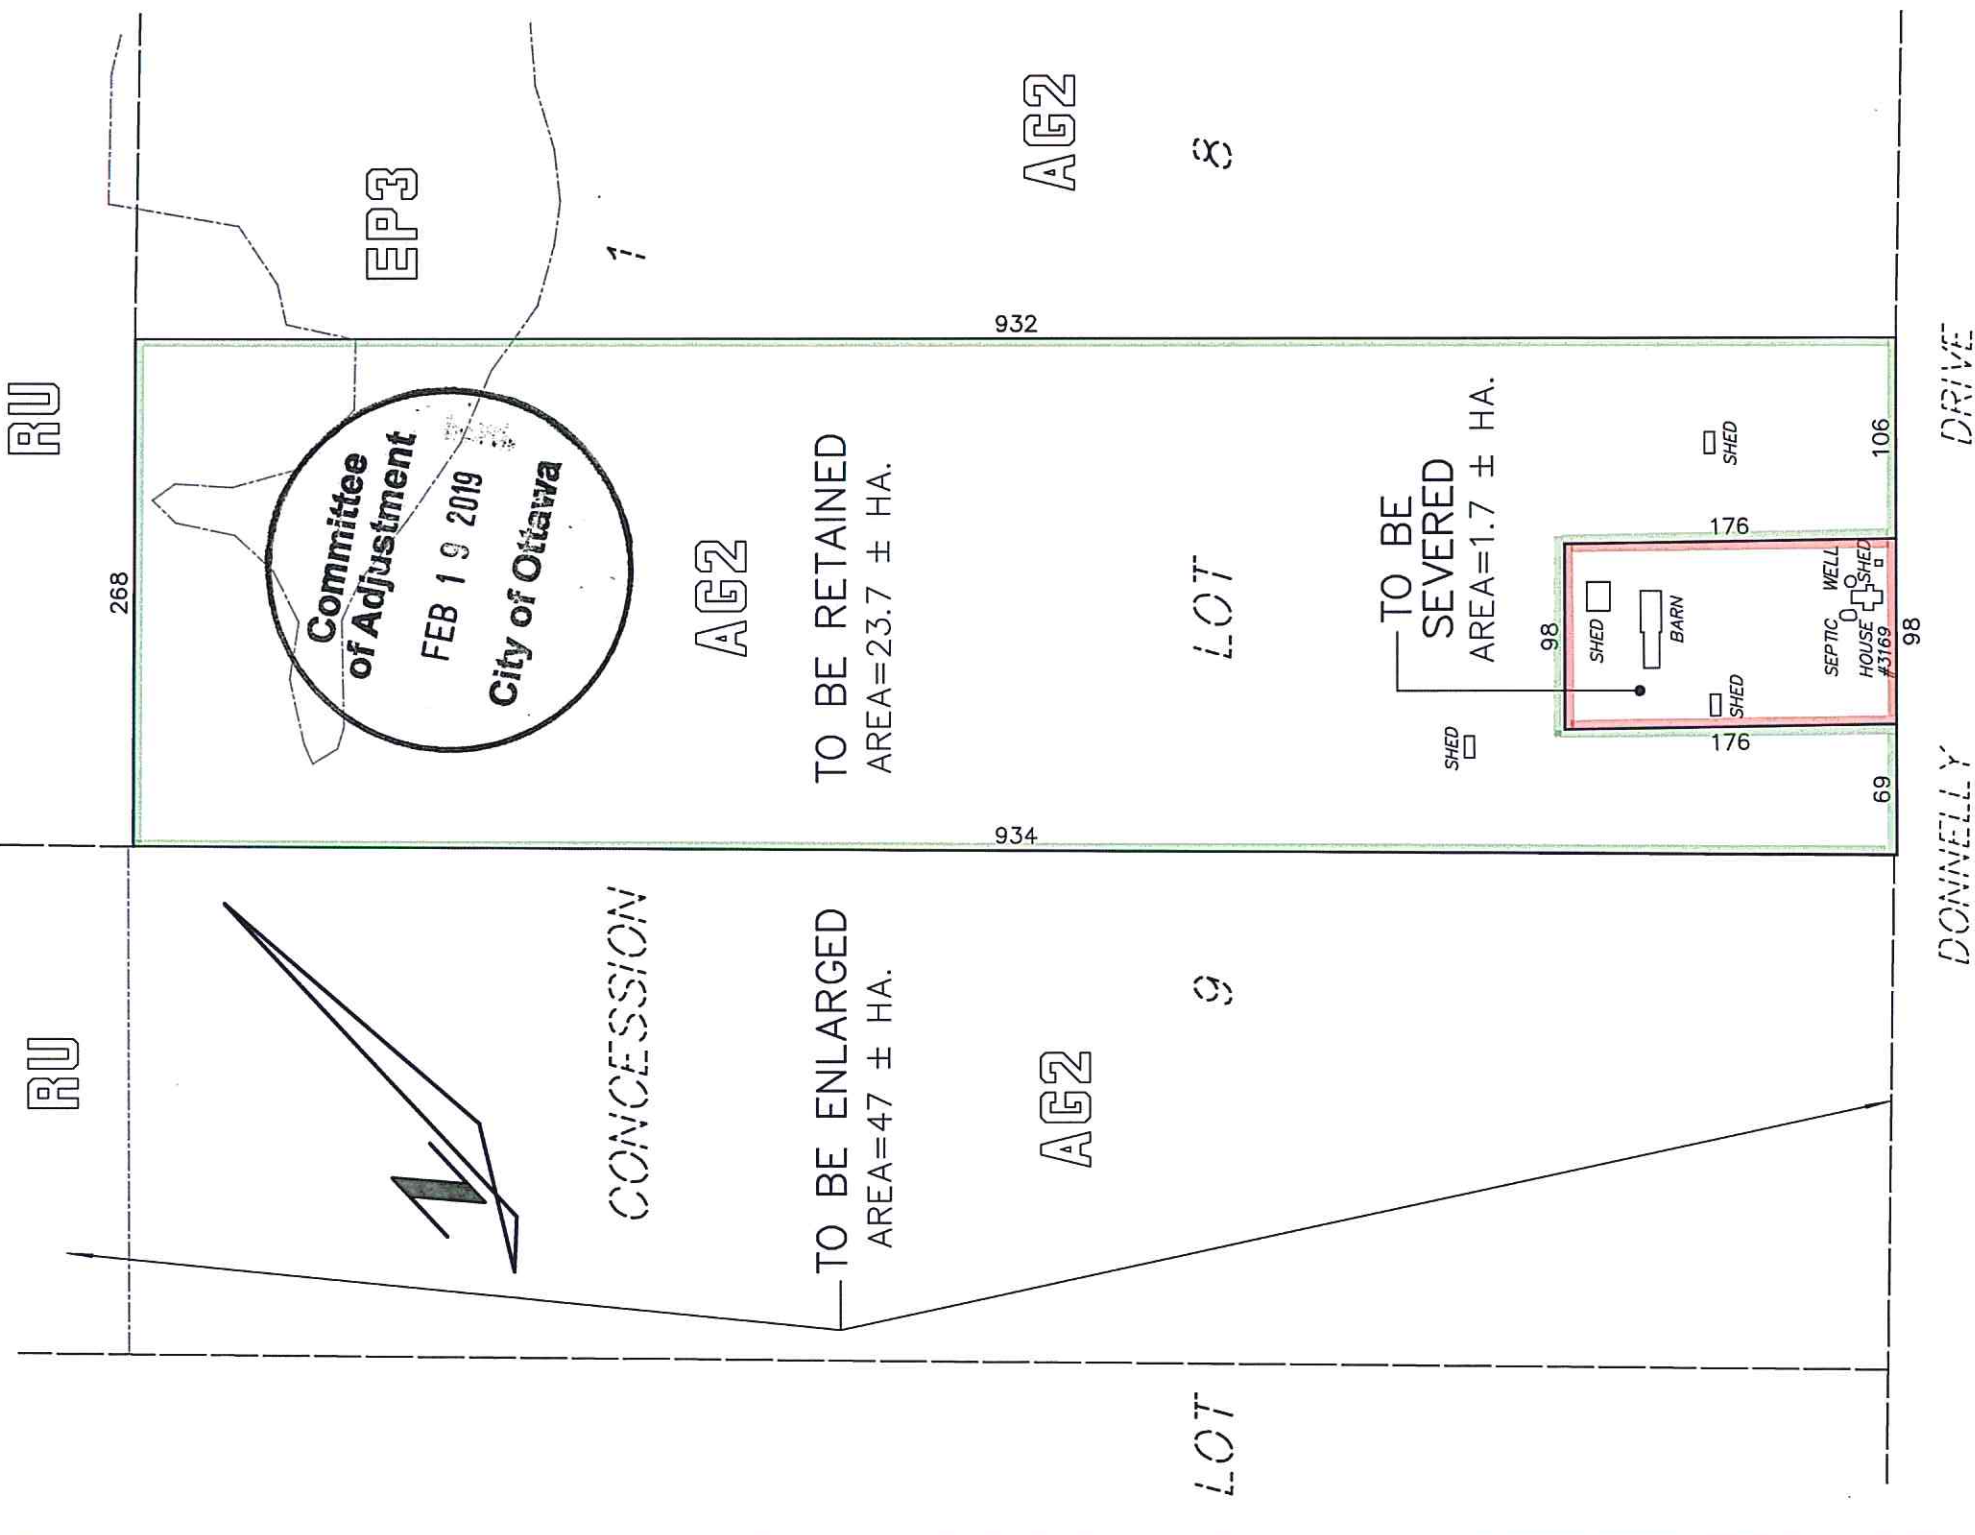 RU
RU
EP3
AG2
1
8
932
268
Committee
of Adjustment
FEB 19 2019
City of Ottawa
AG2
TO BE RETAINED
AREA=23.7 ± HA.
LOT
TO BE
SEVERED
AREA=1.7 ± HA.
SHED
106
176
98
SHED
BARN
WELL
SHED
SEPTIC
HOUSE
#3169
98
SHED
176
SHED
69
934
DONNELLY DRIVE
CONCESSION
TO BE ENLARGED
AREA=47 ± HA.
AG2
9
N
LOT